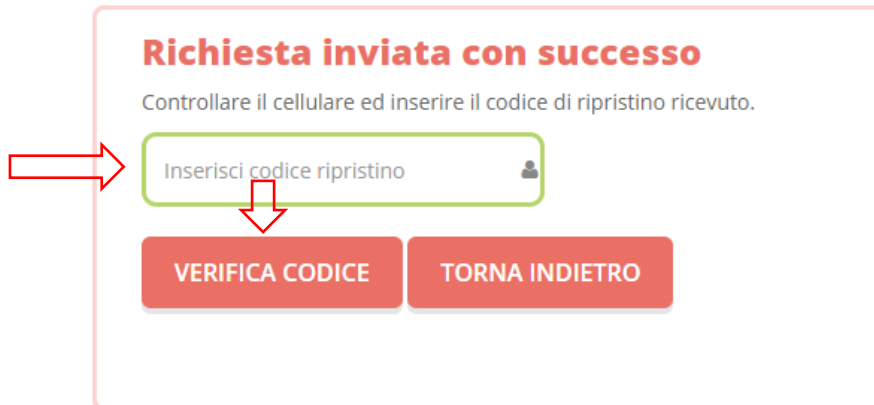 Richiesta inviata con successo
Controllare il cellulare ed inserire il codice di ripristino ricevuto.
Inserisci codice ripristino
VERIFICA CODICE TORNA INDIETRO